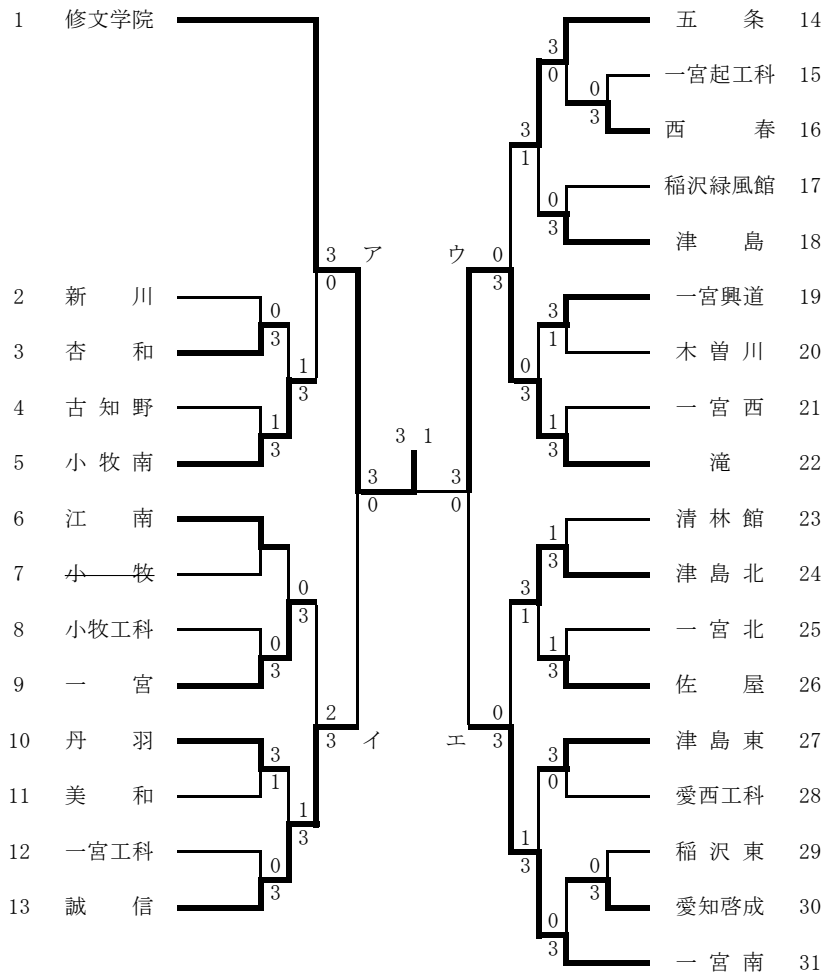 1 修文学院
2 新川
3 杏和
4 古知野
5 小牧南
6 江南
7 小牧
8 小牧工科
9 一宮
10 丹羽
11 美和
12 一宮工科
13 誠信
0
3
1
3
1
3
3
0
ア
0
3
0
3
3
1
0
3
1
3
2
3
イ
3
0
3 1
3
0
五条 14
一宮起工科 15
西春 16
稲沢緑風館 17
津島 18
一宮興道 19
木曽川 20
一宮西 21
滝 22
清林館 23
津島北 24
一宮北 25
佐屋 26
津島東 27
愛西工科 28
稲沢東 29
愛知啓成 30
一宮南 31
3
0
0
3
3
1
0
3
ウ
0
3
3
1
0
3
1
3
1
3
3
1
1
3
エ
0
3
3
0
1
3
0
3
0
3